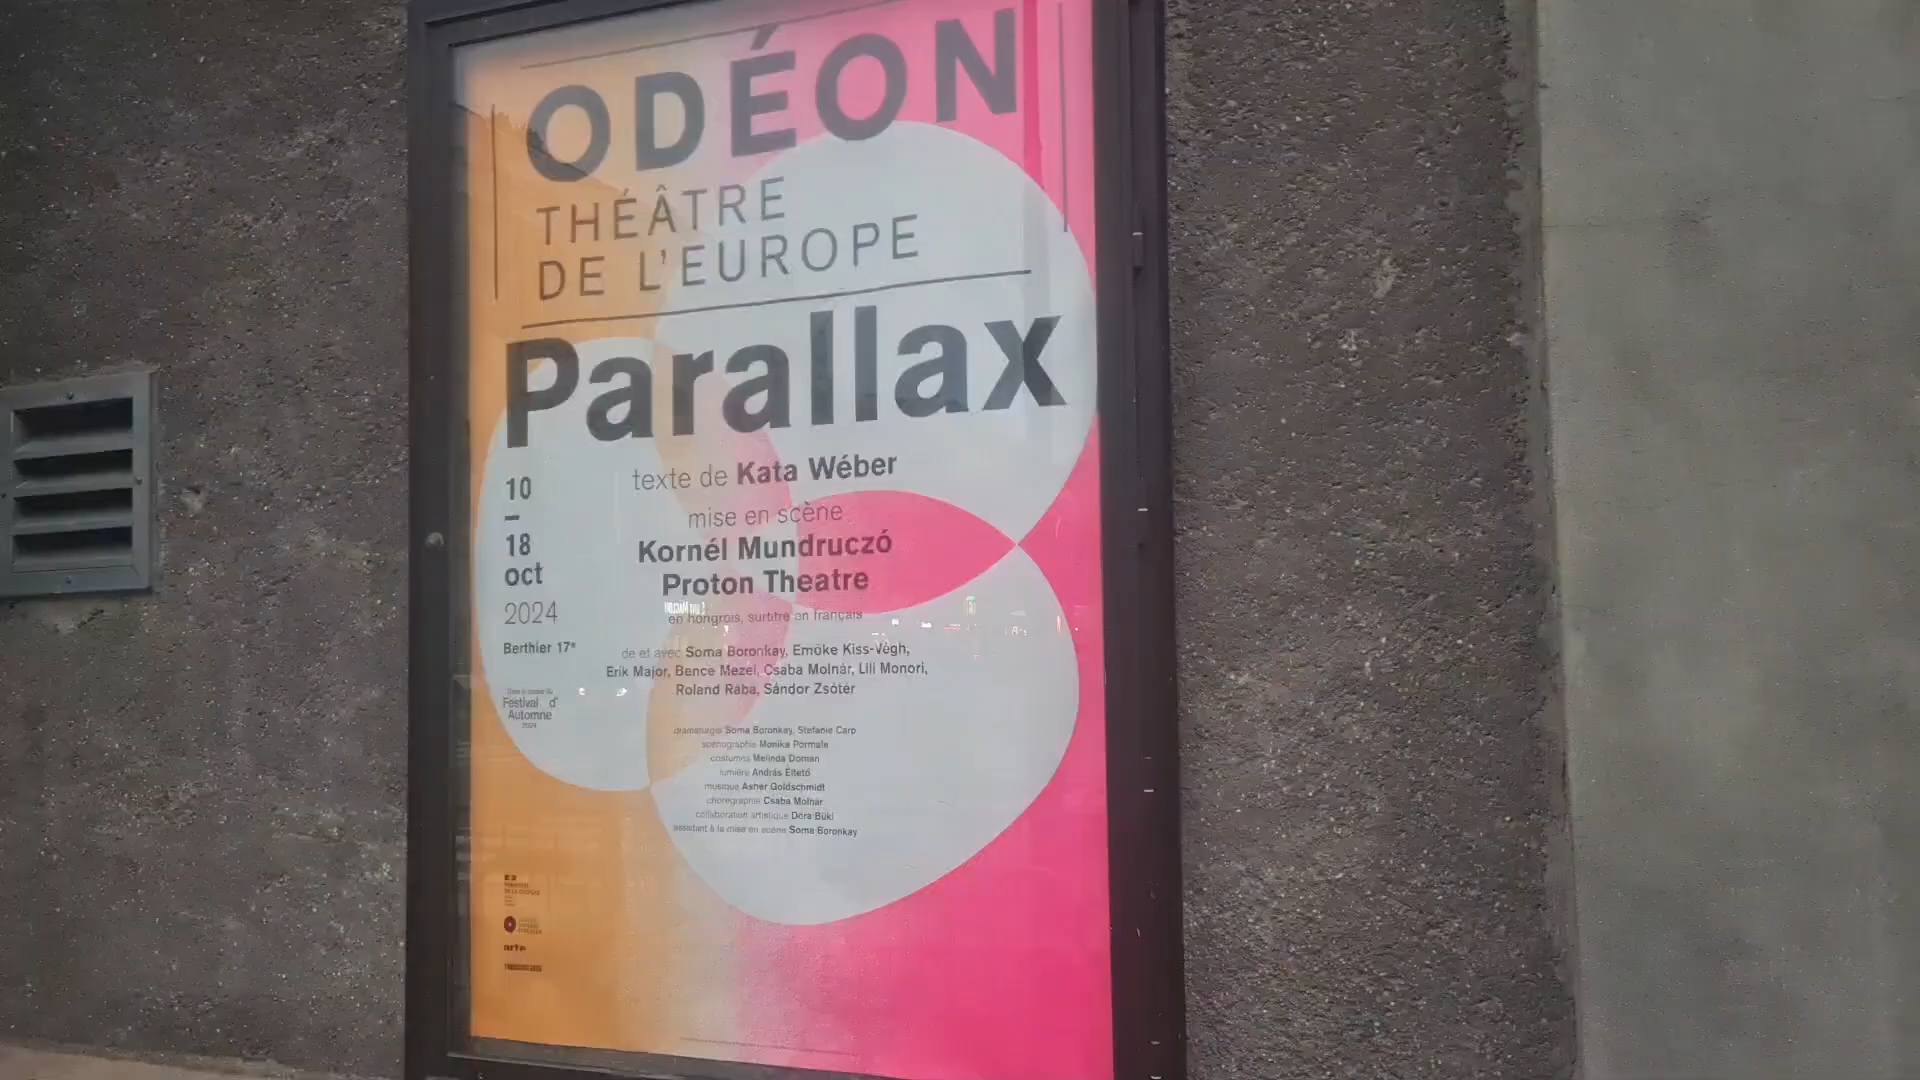 ODÉON
THÉÂTRE
DE L'EUROPE
Parallax
10
–
18
oct
2024
Berthier 17e
Festival d'
Automne
2024
texte de Kata Wéber
mise en scène
Kornél Mundruczó
Proton Theatre
en hongrois, surtitré en français
de et avec Soma Boronkay, Emőke Kiss-Végh,
Erik Major, Bence Mezei, Csaba Molnár, Lili Monori,
Roland Rába, Sándor Zsótér
dramaturgie Soma Boronkay, Stefanie Carp
scénographie Monika Pormale
costumes Melinda Domán
lumière András Éltető
musique Asher Goldschmidt
chorégraphie Csaba Molnár
collaboration artistique Dóra Büki
assistant à la mise en scène Soma Boronkay
arte